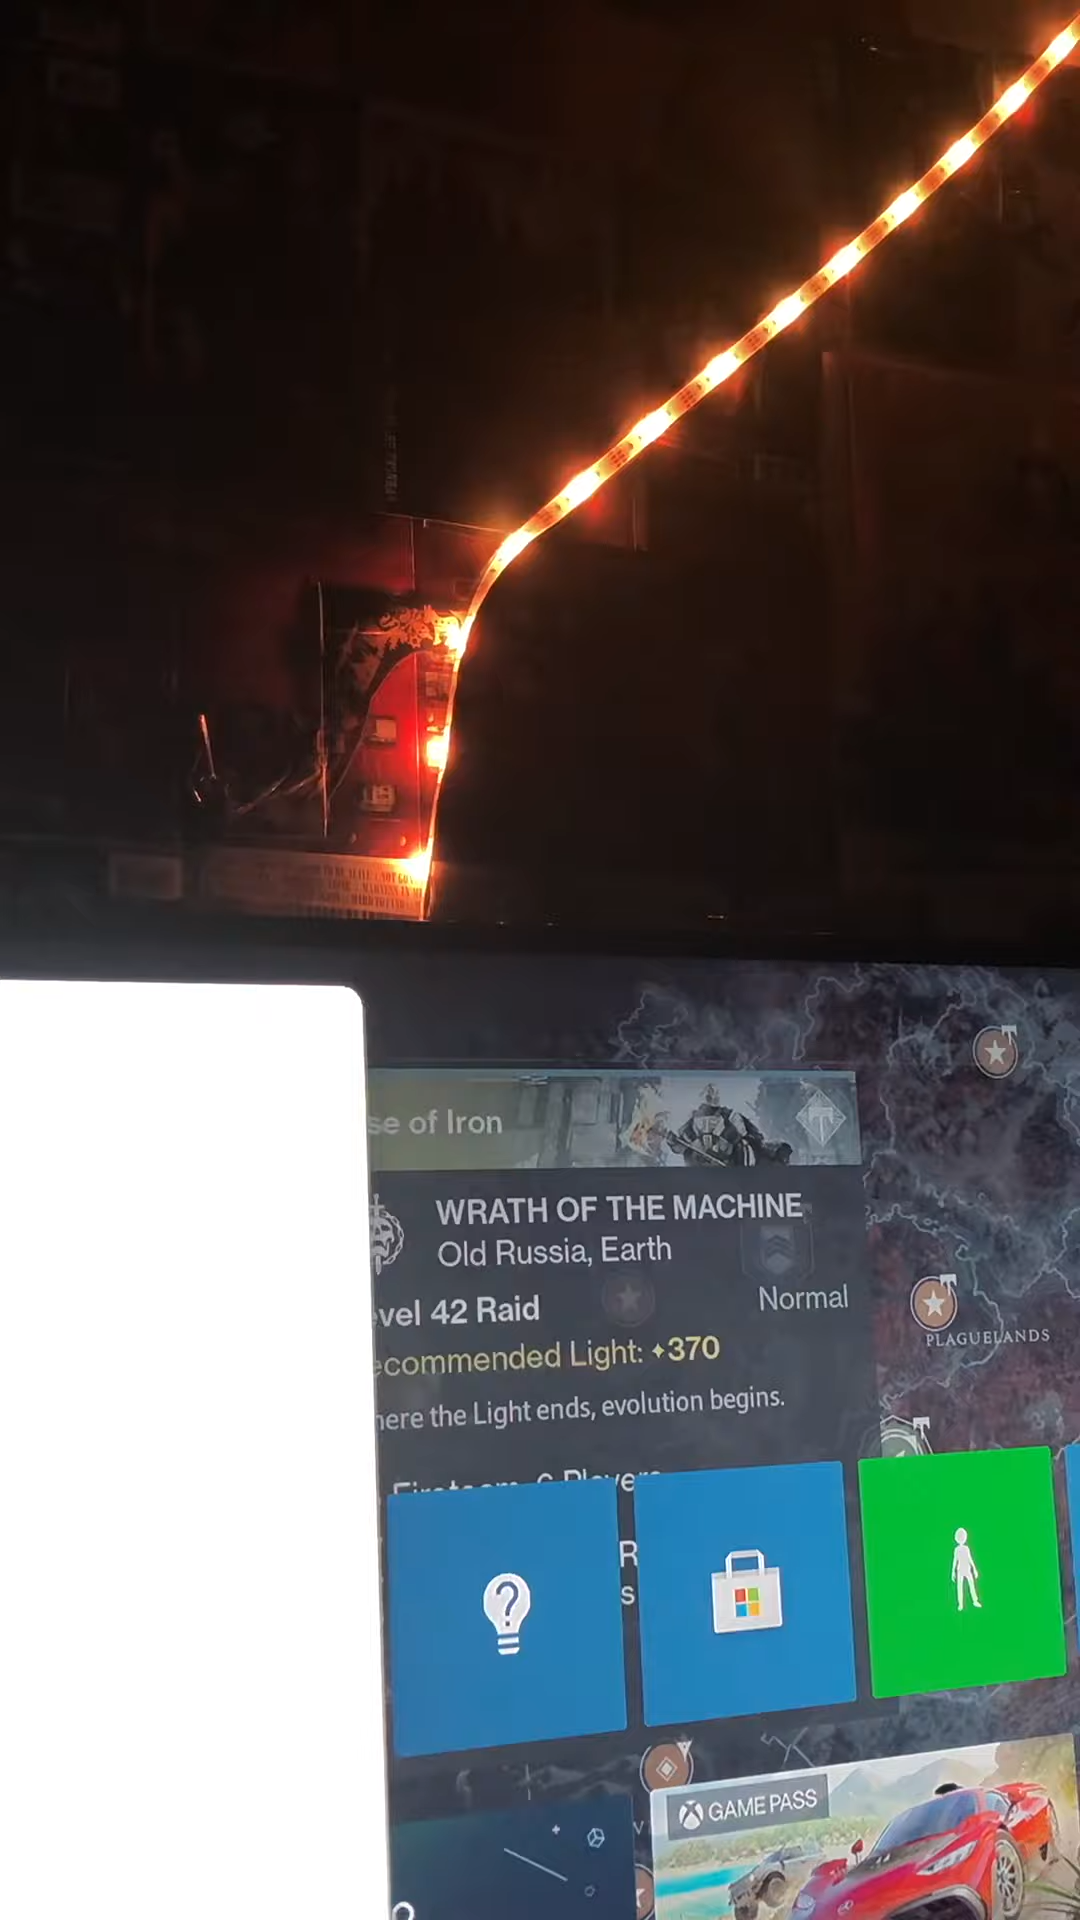 se of Iron
WRATH OF THE MACHINE
Old Russia, Earth
vel 42 Raid
Normal
ecommended Light: 370
PLAGUELANDS
here the Light ends, evolution begins.
R
s
GAME PASS